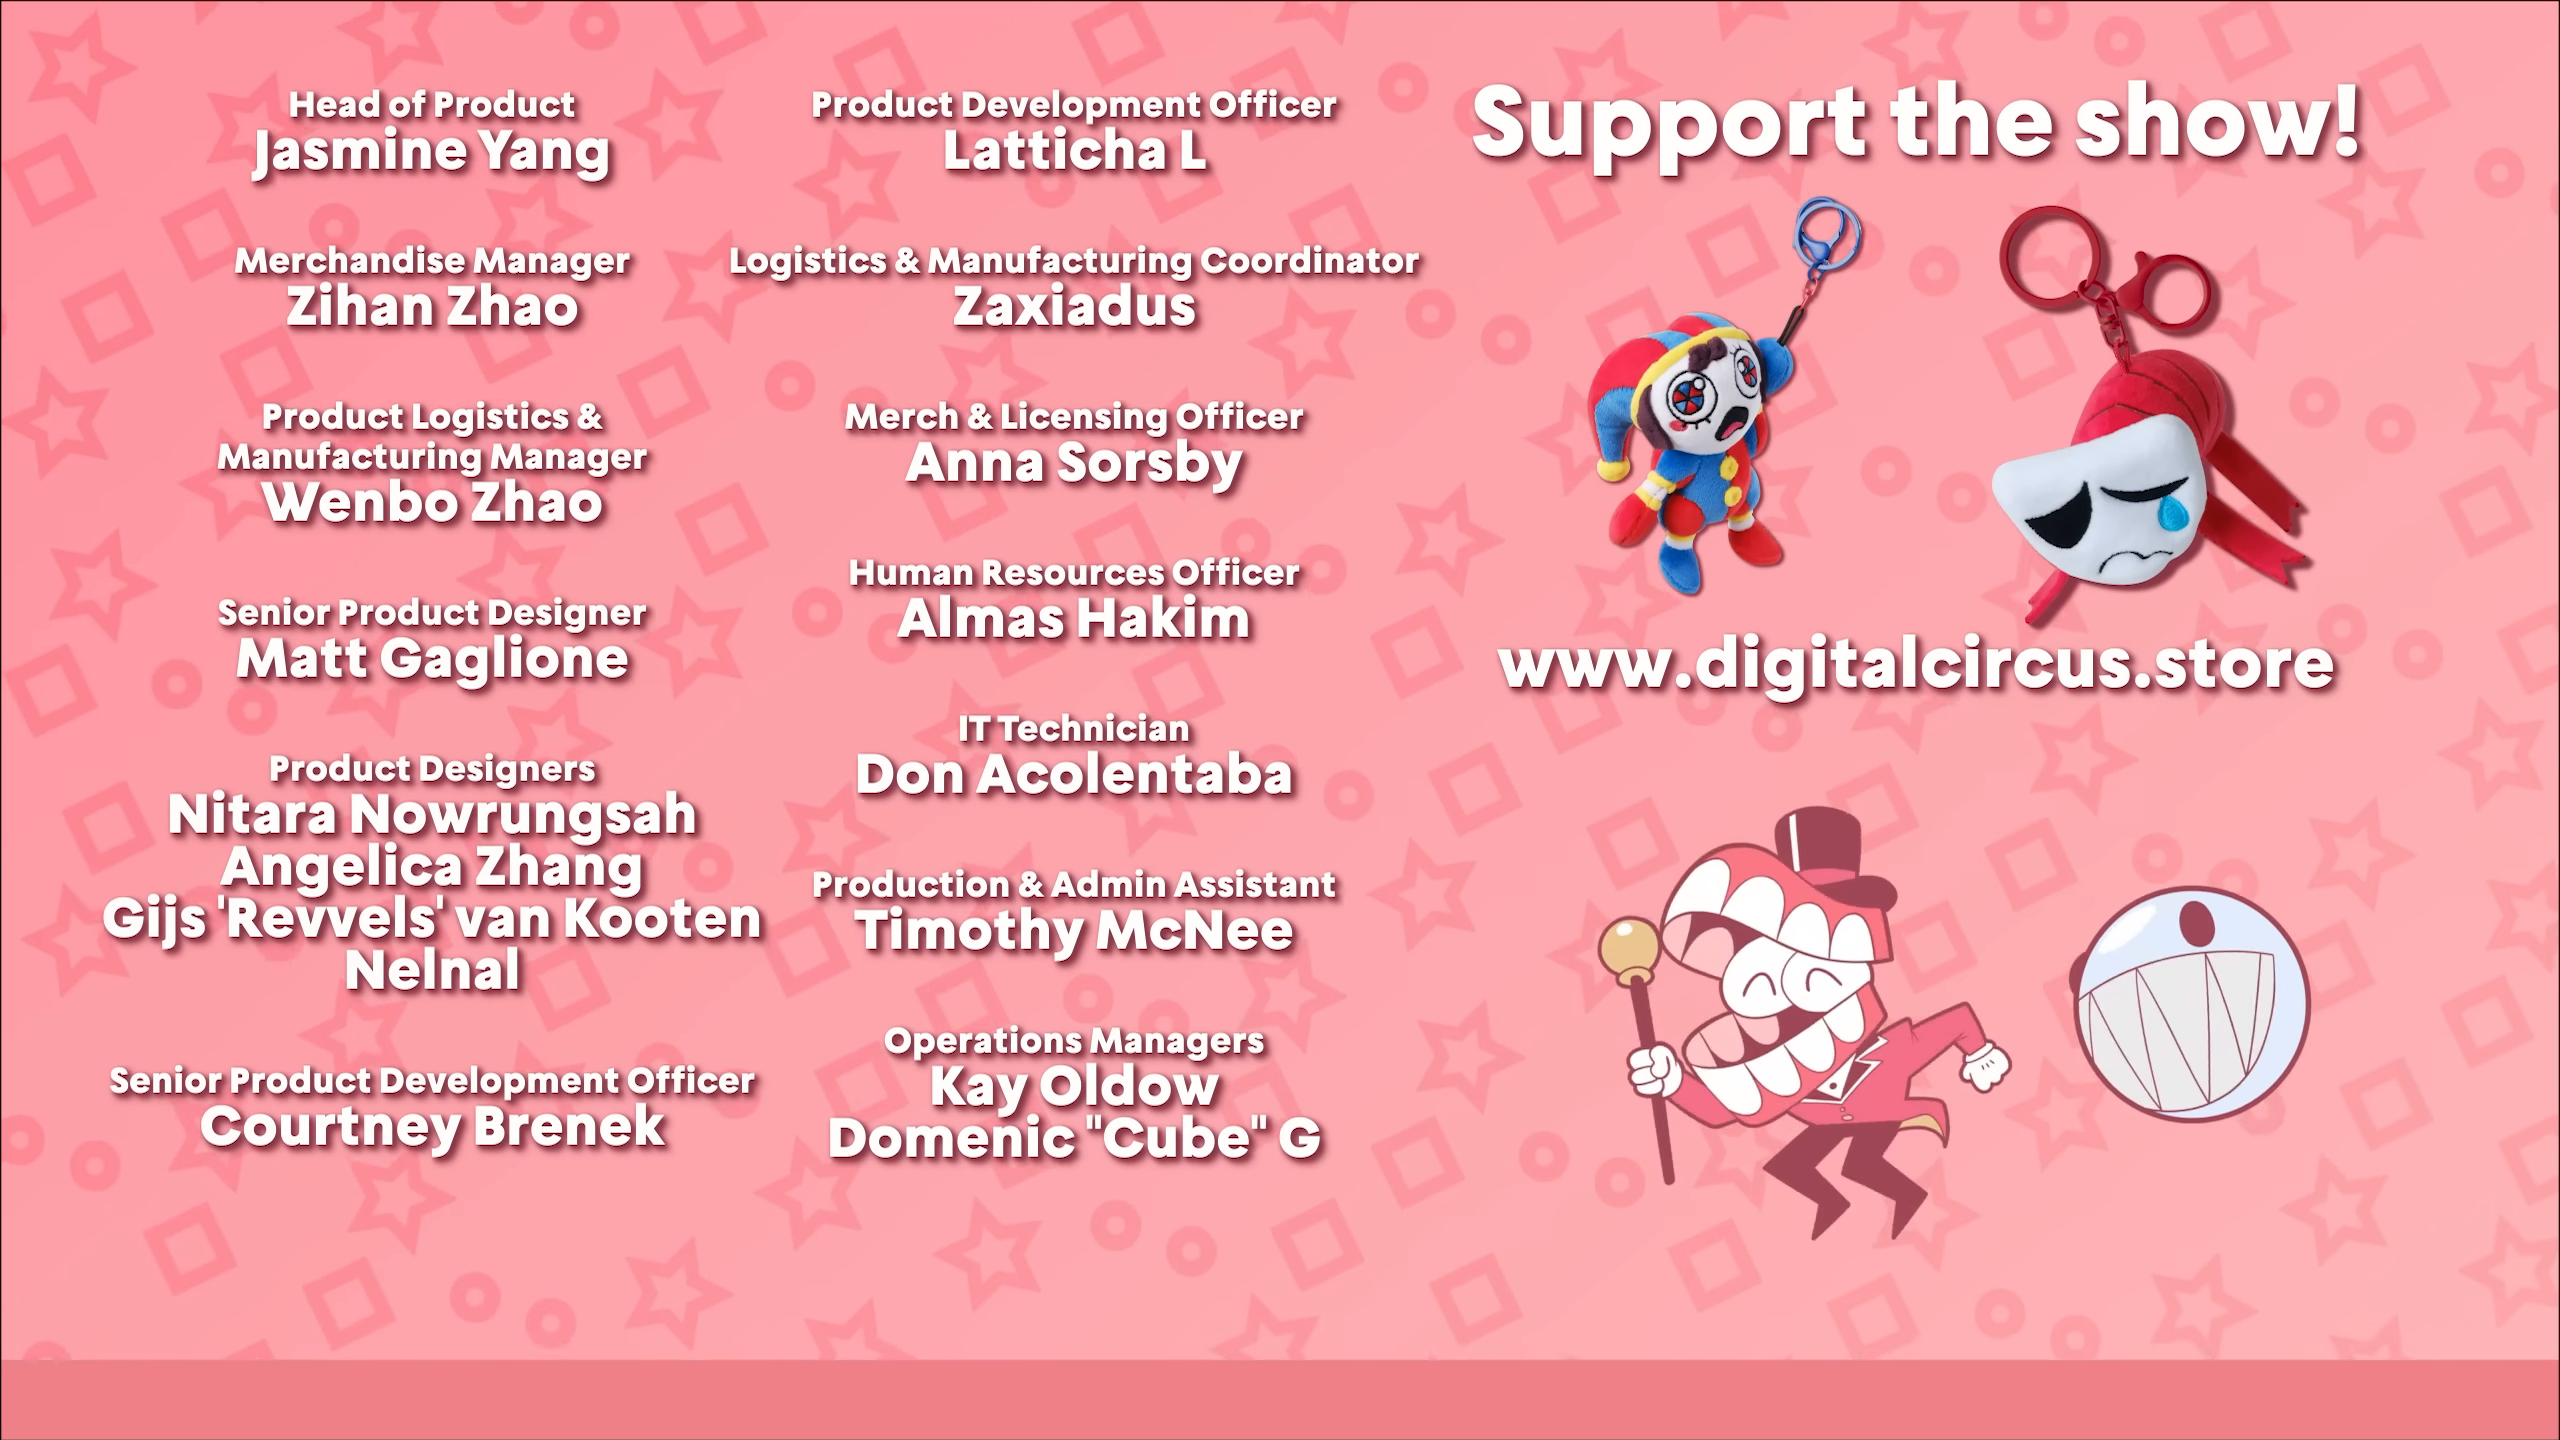 Head of Product
Jasmine Yang
Merchandise Manager
Zihan Zhao
Product Logistics &
Manufacturing Manager
Wenbo Zhao
Senior Product Designer
Matt Gaglione
Product Designers
Nitara Nowrungsah
Angelica Zhang
Gijs 'Revvels' van Kooten
Nelnal
Senior Product Development Officer
Courtney Brenek
Product Development Officer
Latticha L
Logistics & Manufacturing Coordinator
Zaxiadus
Merch & Licensing Officer
Anna Sorsby
Human Resources Officer
Almas Hakim
IT Technician
Don Acolentaba
Production & Admin Assistant
Timothy McNee
Operations Managers
Kay Oldow
Domenic "Cube" G
Support the show!
www.digitalcircus.store